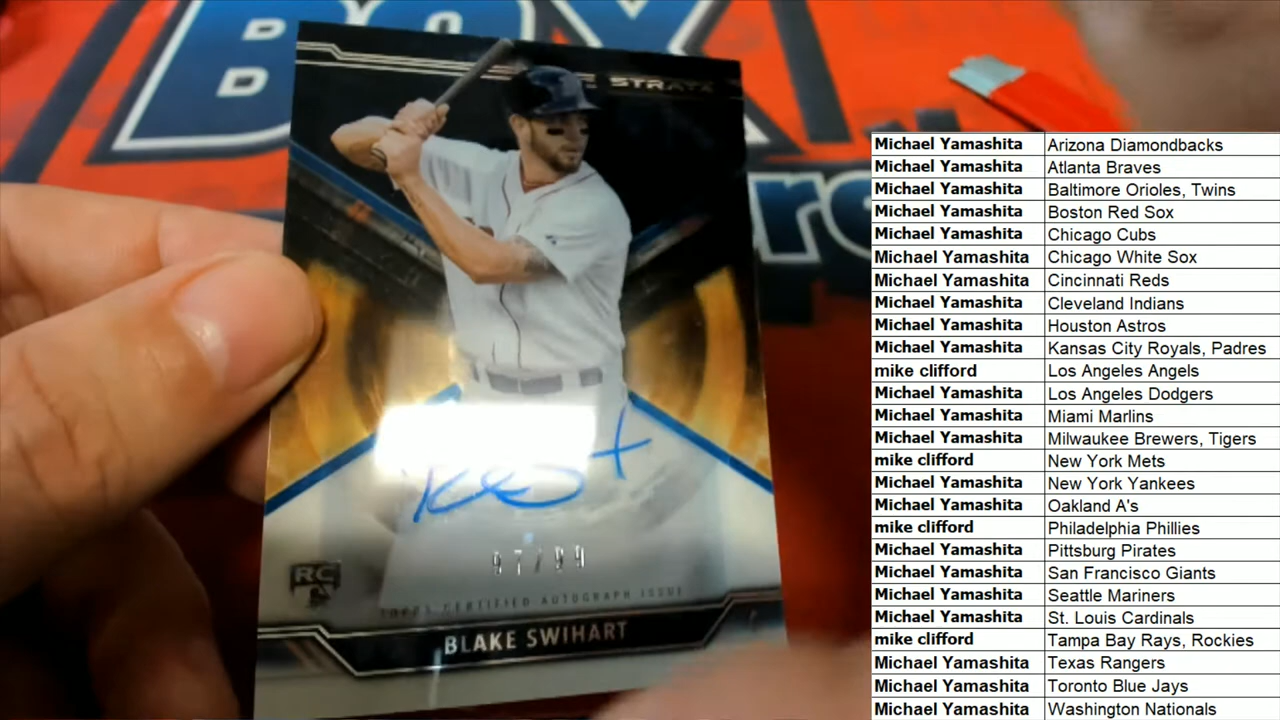 BOX
STRATA
97/99
RC
TOPPS CERTIFIED AUTOGRAPH ISSUE
BLAKE SWIHART
Michael Yamashita Arizona Diamondbacks
Michael Yamashita Atlanta Braves
Michael Yamashita Baltimore Orioles, Twins
Michael Yamashita Boston Red Sox
Michael Yamashita Chicago Cubs
Michael Yamashita Chicago White Sox
Michael Yamashita Cincinnati Reds
Michael Yamashita Cleveland Indians
Michael Yamashita Houston Astros
Michael Yamashita Kansas City Royals, Padres
mike clifford Los Angeles Angels
Michael Yamashita Los Angeles Dodgers
Michael Yamashita Miami Marlins
Michael Yamashita Milwaukee Brewers, Tigers
mike clifford New York Mets
Michael Yamashita New York Yankees
Michael Yamashita Oakland A's
mike clifford Philadelphia Phillies
Michael Yamashita Pittsburg Pirates
Michael Yamashita San Francisco Giants
Michael Yamashita Seattle Mariners
Michael Yamashita St. Louis Cardinals
mike clifford Tampa Bay Rays, Rockies
Michael Yamashita Texas Rangers
Michael Yamashita Toronto Blue Jays
Michael Yamashita Washington Nationals